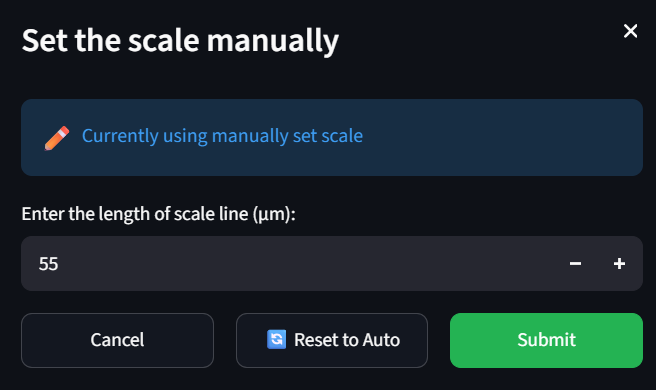 Set the scale manually
Currently using manually set scale
Enter the length of scale line (μm):
55
Cancel
Reset to Auto
Submit